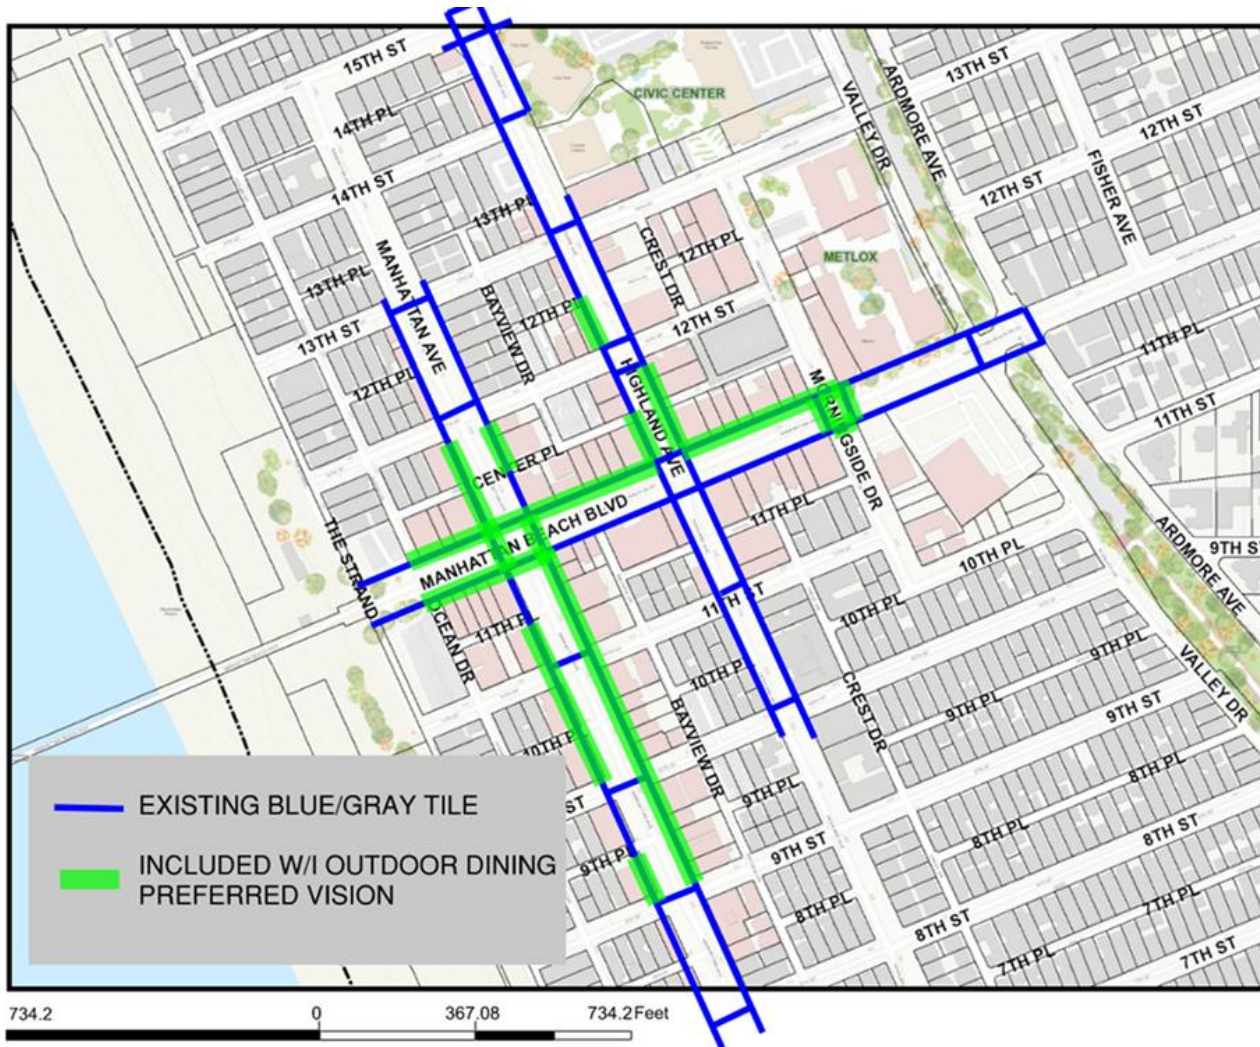 15TH ST
14TH PL
14TH ST
13TH PL
13TH PL
13TH ST
12TH PL
12TH PL
12TH PL
12TH ST
CIVIC CENTER
METLOX
VALLEY DR
ARDMORE AVE
13TH ST
12TH ST
12TH ST
FISHER AVE
11TH PL
11TH ST
MANHATTAN AVE
BAYVIEW DR
CREST DR
HIGHLAND AVE
MORNINGSIDE DR
CENTER PL
MANHATTAN BEACH BLVD
THE STRAND
OCEAN DR
11TH PL
11TH PL
11TH ST
10TH PL
10TH PL
10TH PL
10TH PL
ARDMORE AVE
9TH ST
VALLEY DR
BAYVIEW DR
CREST DR
9TH PL
9TH PL
9TH ST
9TH PL
9TH PL
9TH ST
8TH PL
8TH PL
8TH ST
8TH PL
8TH ST
7TH PL
7TH PL
7TH ST
ST
EXISTING BLUE/GRAY TILE
INCLUDED W/I OUTDOOR DINING
PREFERRED VISION
734.2 0 367.08 734.2 Feet